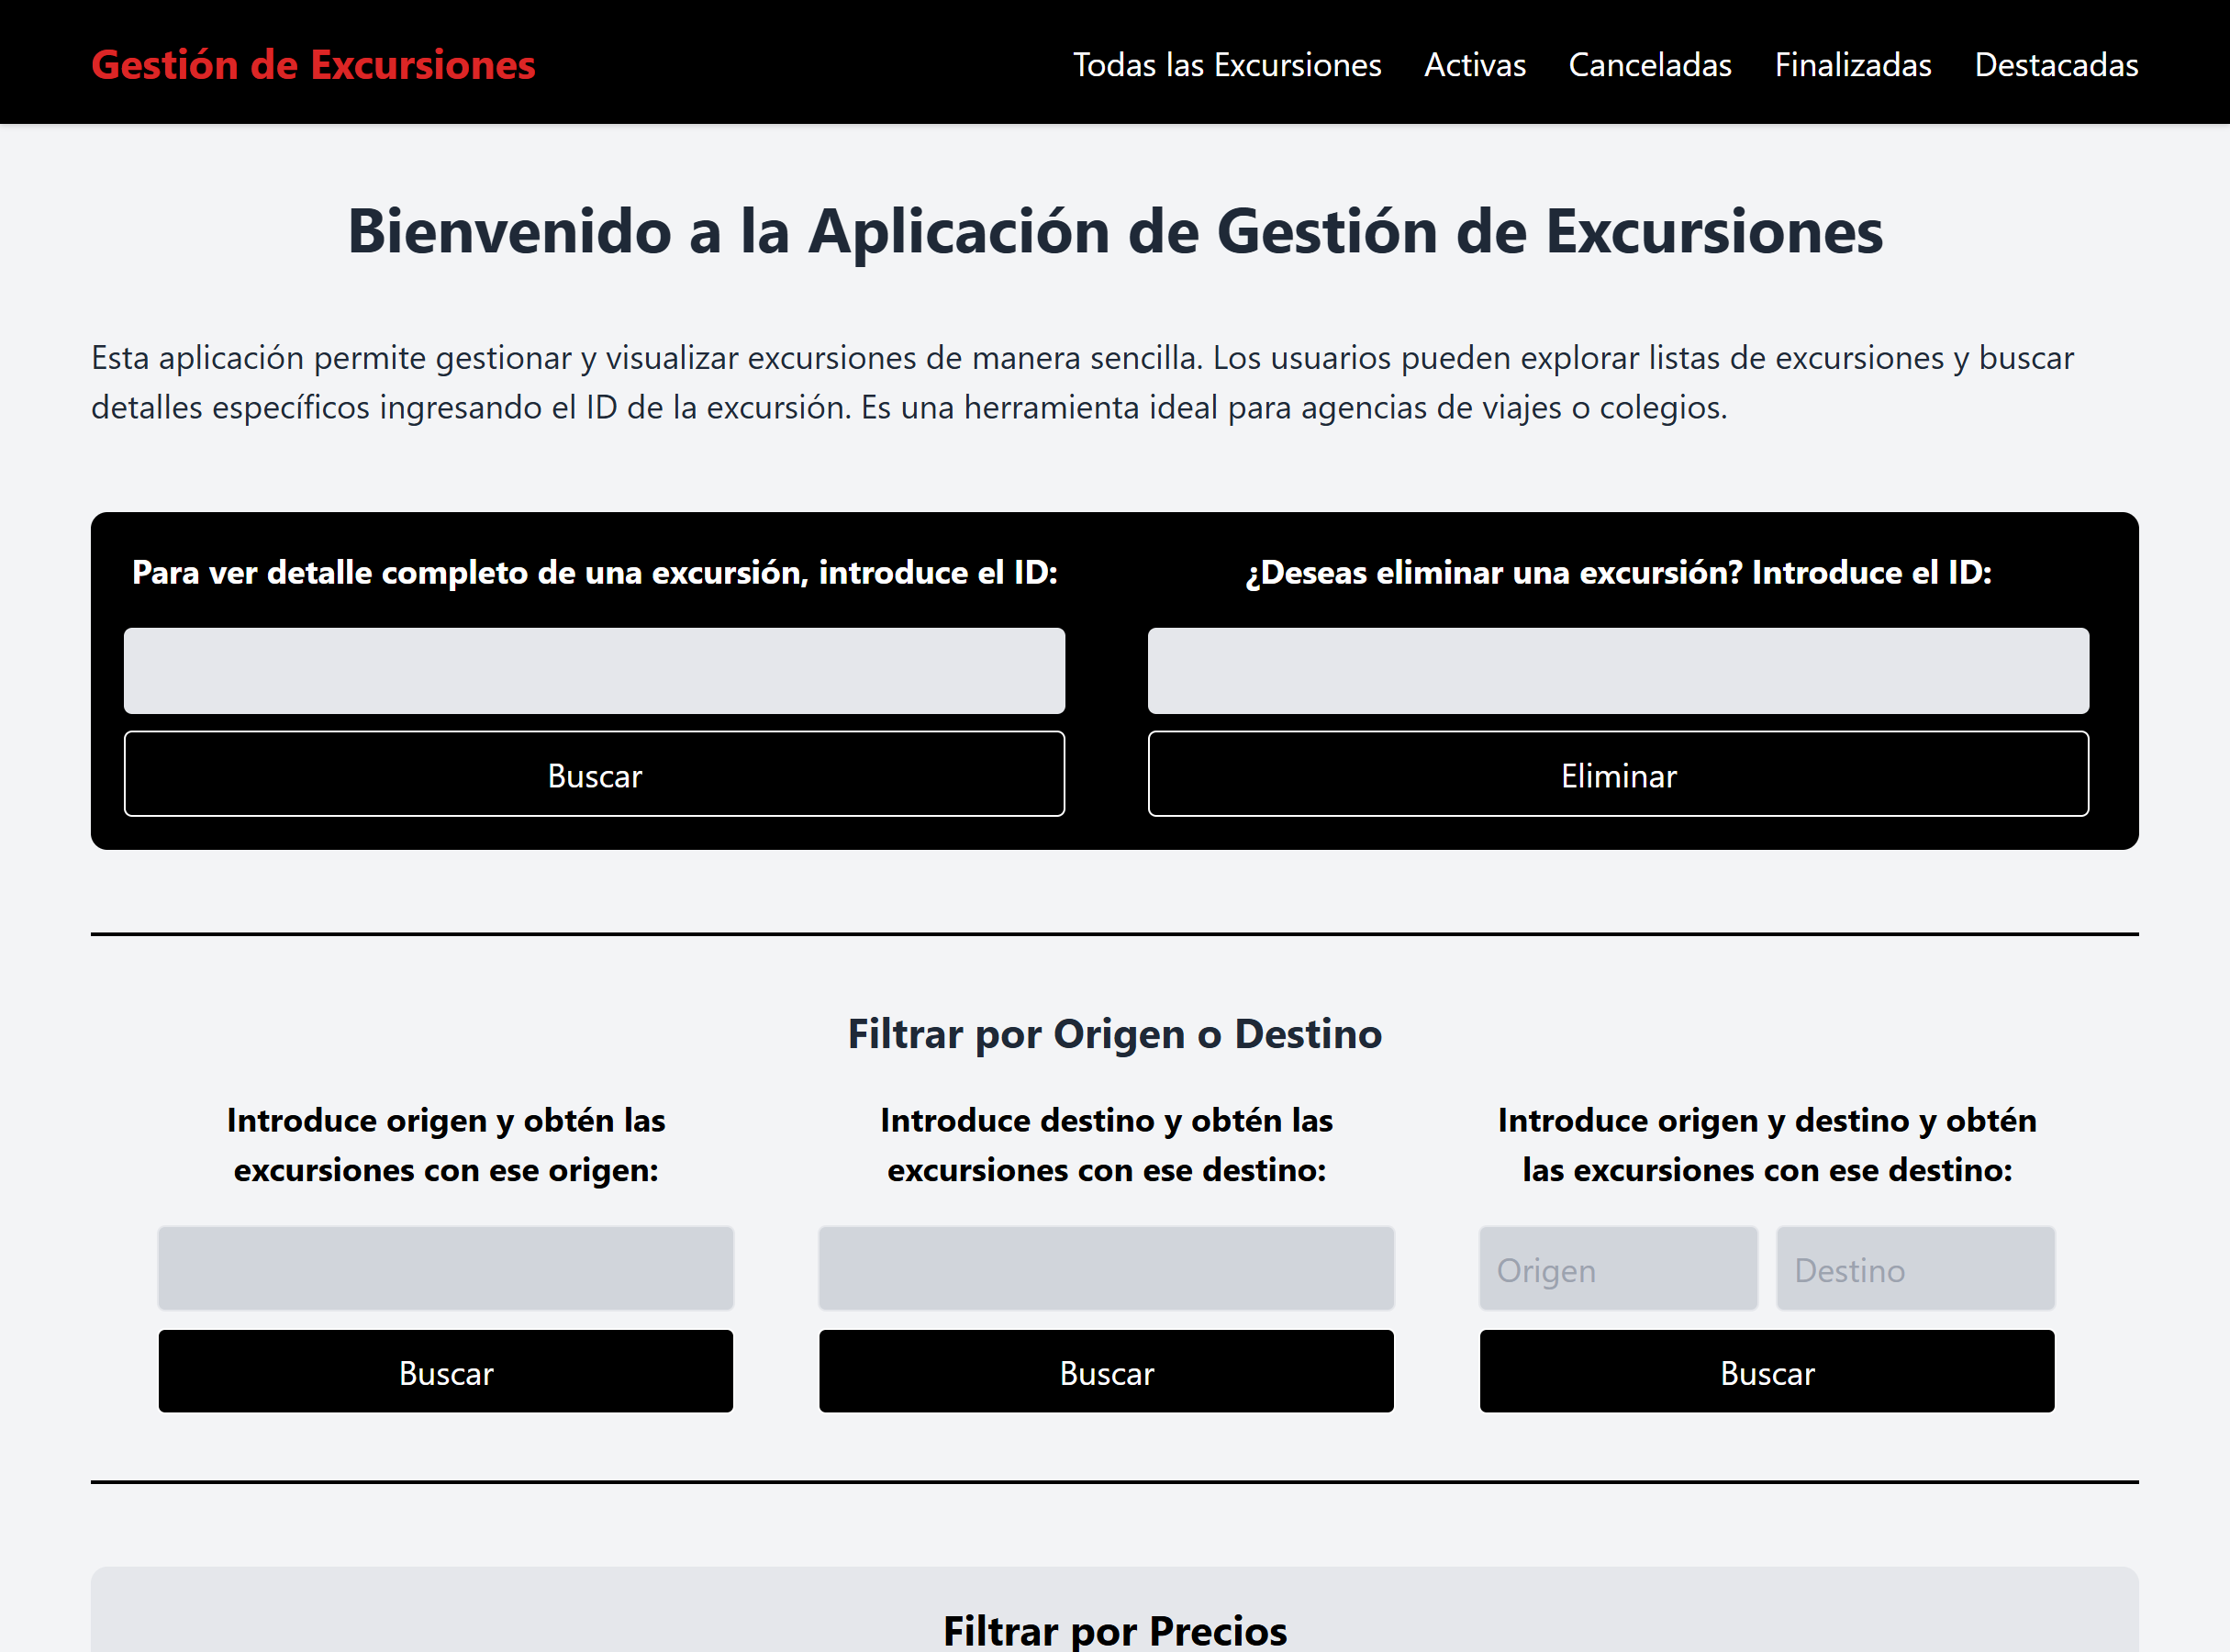 Gestión de Excursiones
Todas las Excursiones
Activas
Canceladas
Finalizadas
Destacadas
Bienvenido a la Aplicación de Gestión de Excursiones
Esta aplicación permite gestionar y visualizar excursiones de manera sencilla. Los usuarios pueden explorar listas de excursiones y buscar
detalles específicos ingresando el ID de la excursión. Es una herramienta ideal para agencias de viajes o colegios.
Para ver detalle completo de una excursión, introduce el ID:
Buscar
¿Deseas eliminar una excursión? Introduce el ID:
Eliminar
Filtrar por Origen o Destino
Introduce origen y obtén las
excursiones con ese origen:
Buscar
Introduce destino y obtén las
excursiones con ese destino:
Buscar
Introduce origen y destino y obtén
las excursiones con ese destino:
Origen
Destino
Buscar
Filtrar por Precios